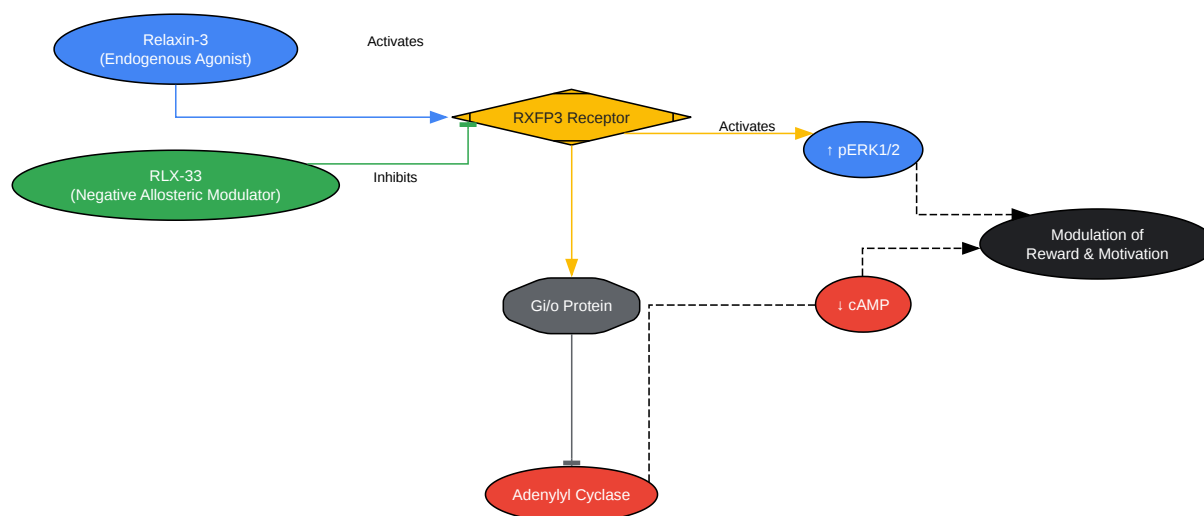 Relaxin-3
(Endogenous Agonist)
Activates
RXFP3 Receptor
Activates
↑ pERK1/2
RLX-33
(Negative Allosteric Modulator)
Inhibits
Modulation of
Reward & Motivation
Gi/o Protein
↓ cAMP
Adenylyl Cyclase